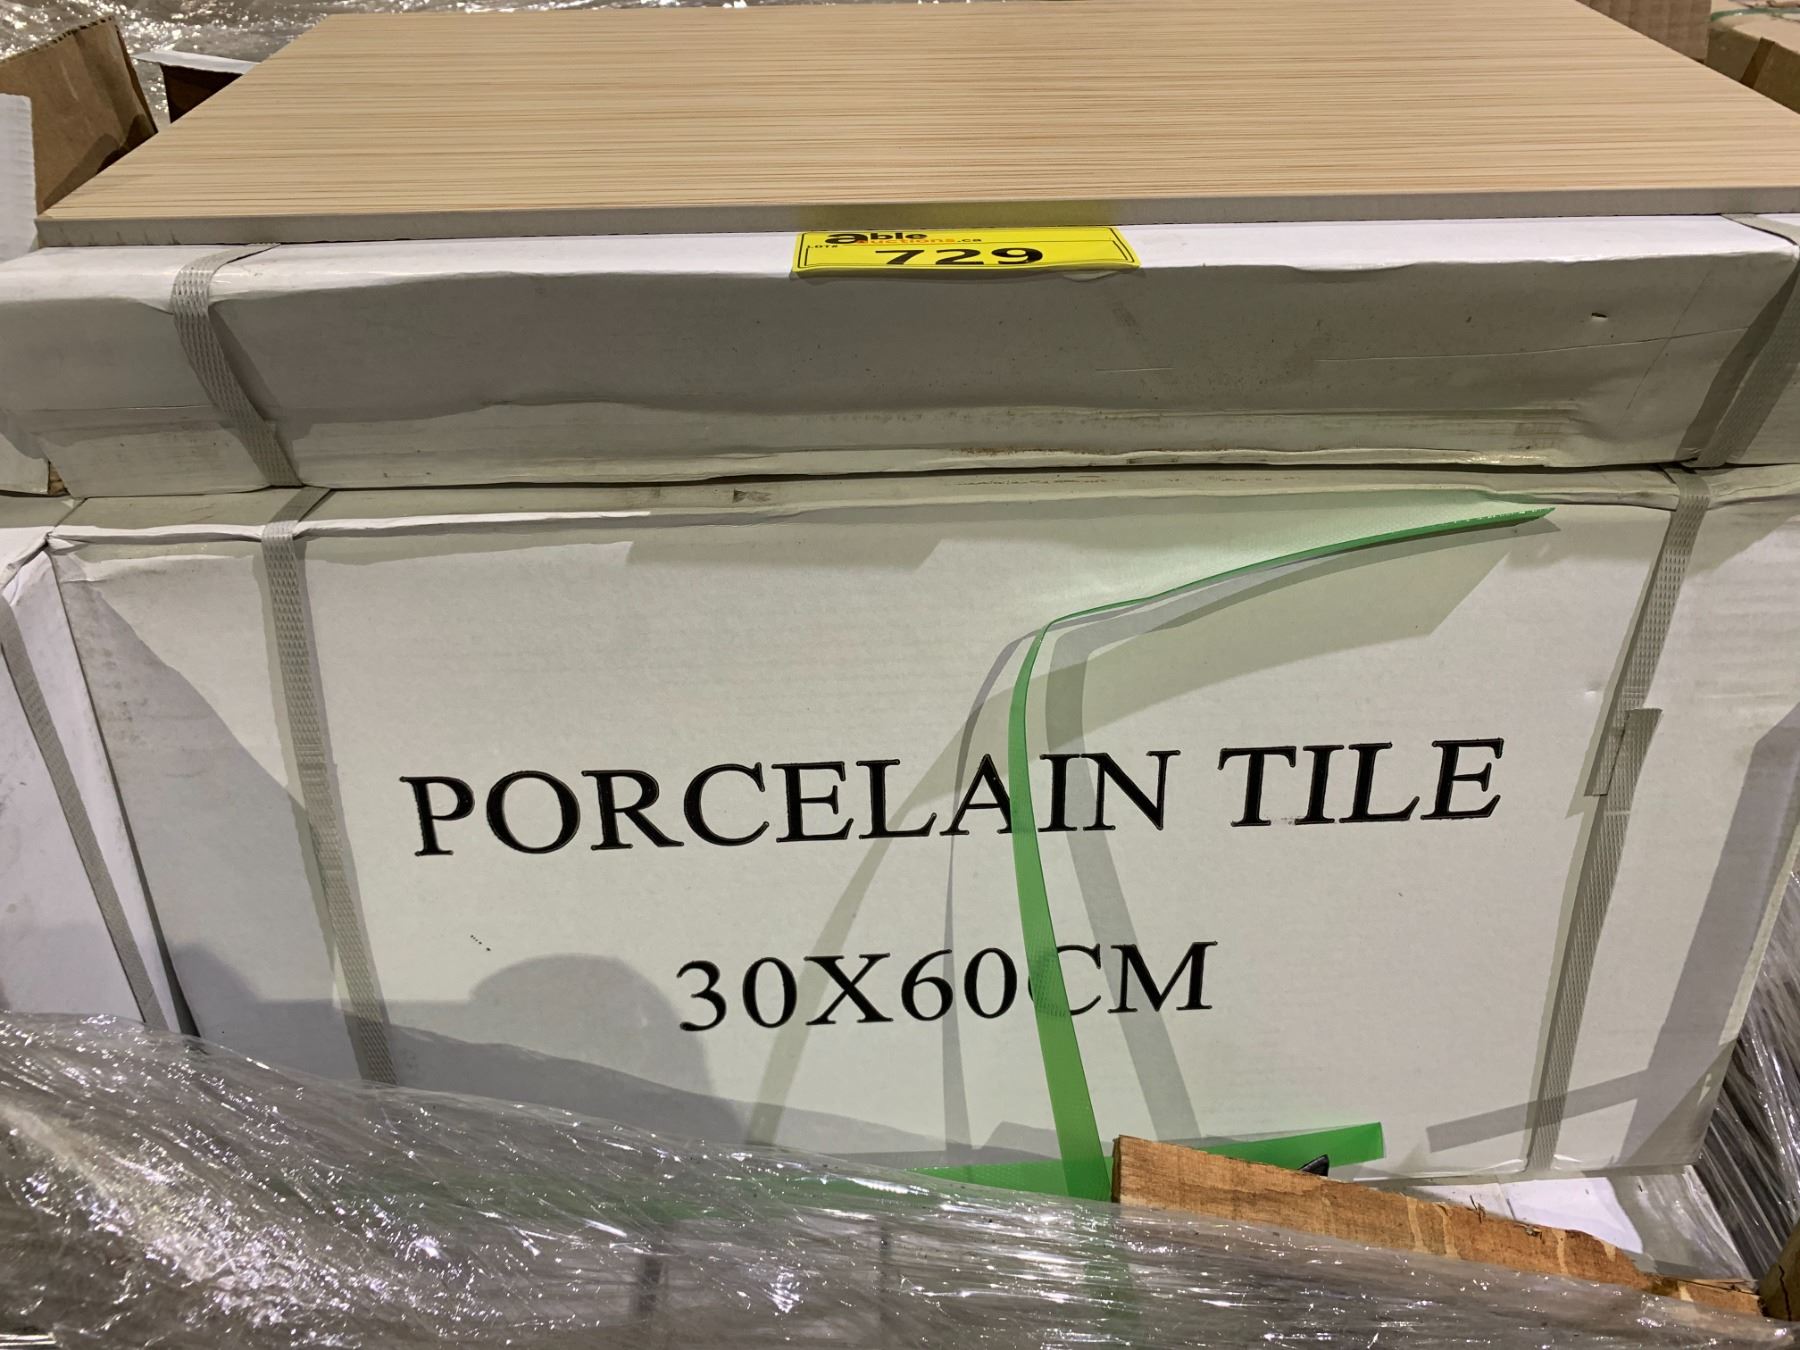 able
auctions.ca
LOT# 729
PORCELAIN TILE
30X60CM